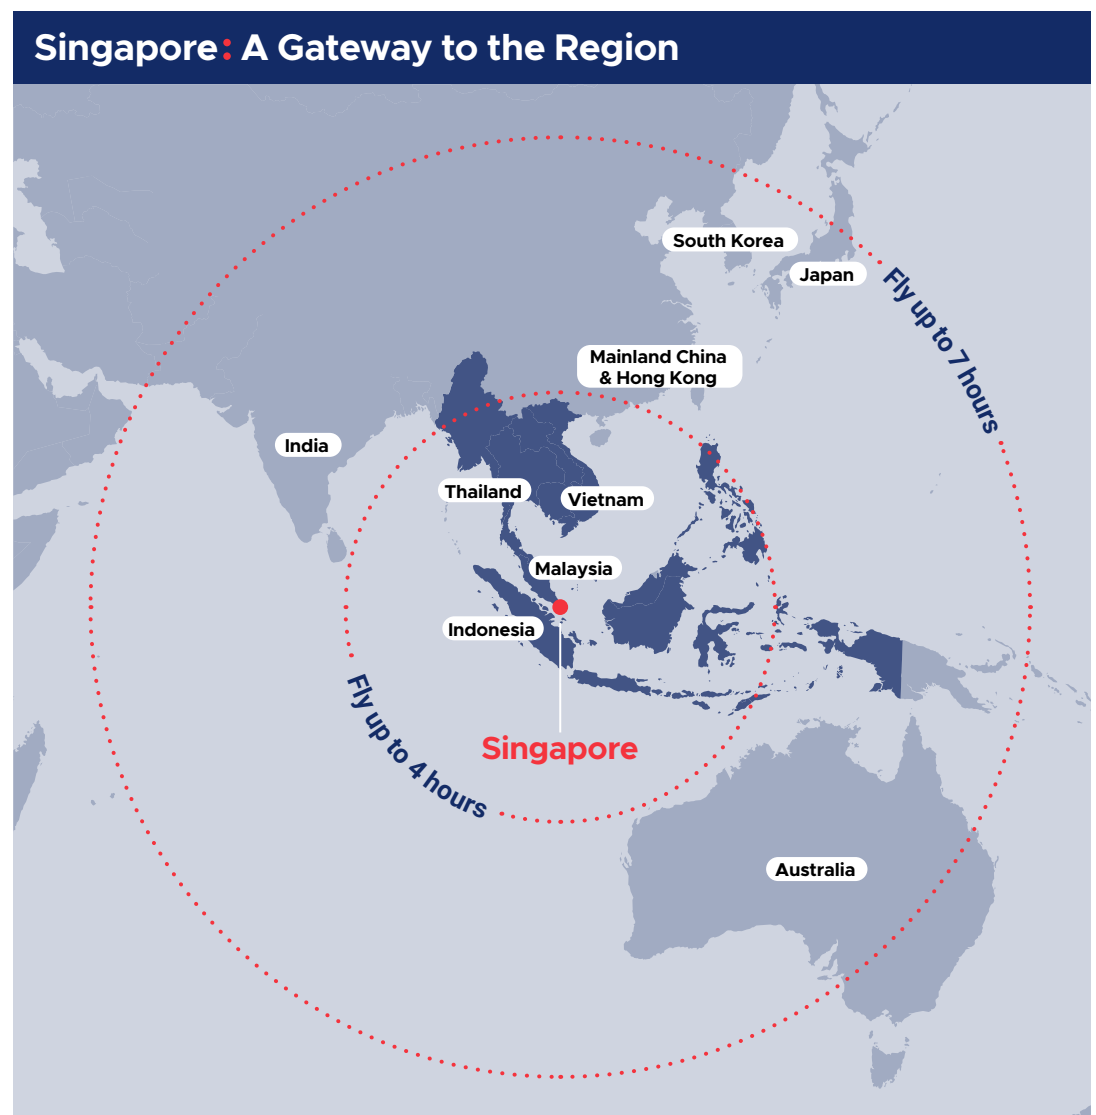 Singapore: A Gateway to the Region
South Korea
Japan
Fly up to 7 hours
Mainland China
& Hong Kong
India
Thailand
Vietnam
Malaysia
Indonesia
Fly up to 4 hours
Singapore
Australia